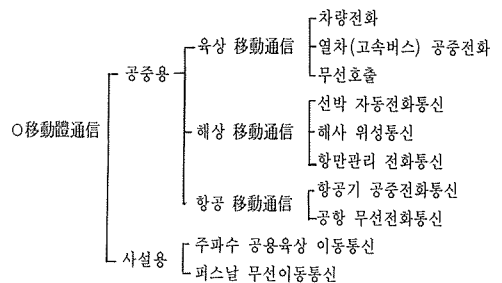 차량전화
육상 移動通信
열차(고속버스) 공중전화
공중용
무선호출
선박 자동전화통신
○移動體通信
해상 移動通信
해사 위성통신
항만관리 전화통신
항공기 공중전화통신
항공 移動通信
공항 무선전화통신
주파수 공용육상 이동통신
사설용
퍼스날 무선이동통신